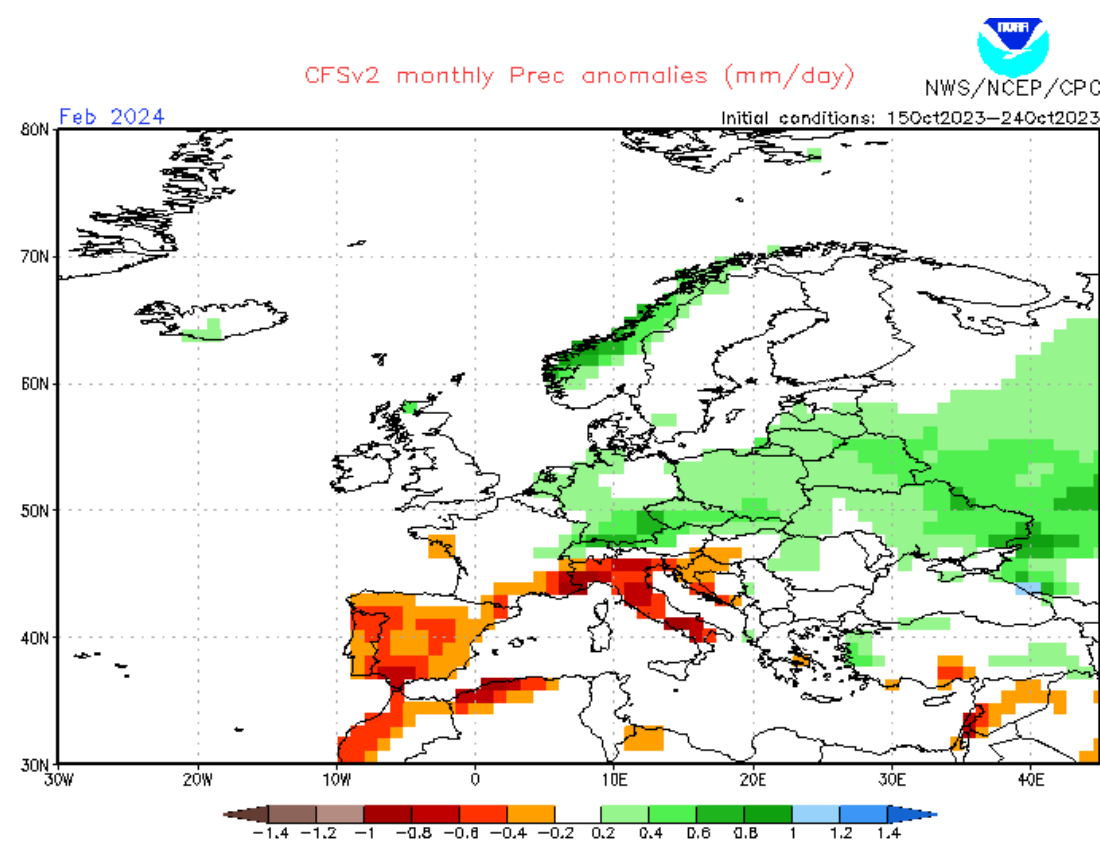 NOAA
CFSv2 monthly Prec anomalies (mm/day)
NWS/NCEP/CPC
Feb 2024
Initial conditions: 15Oct2023–24Oct2023
80N
70N
60N
50N
40N
30N
30W 20W 10W 0 10E 20E 30E 40E
-1.4 -1.2 -1 -0.8 -0.6 -0.4 -0.2 0.2 0.4 0.6 0.8 1 1.2 1.4